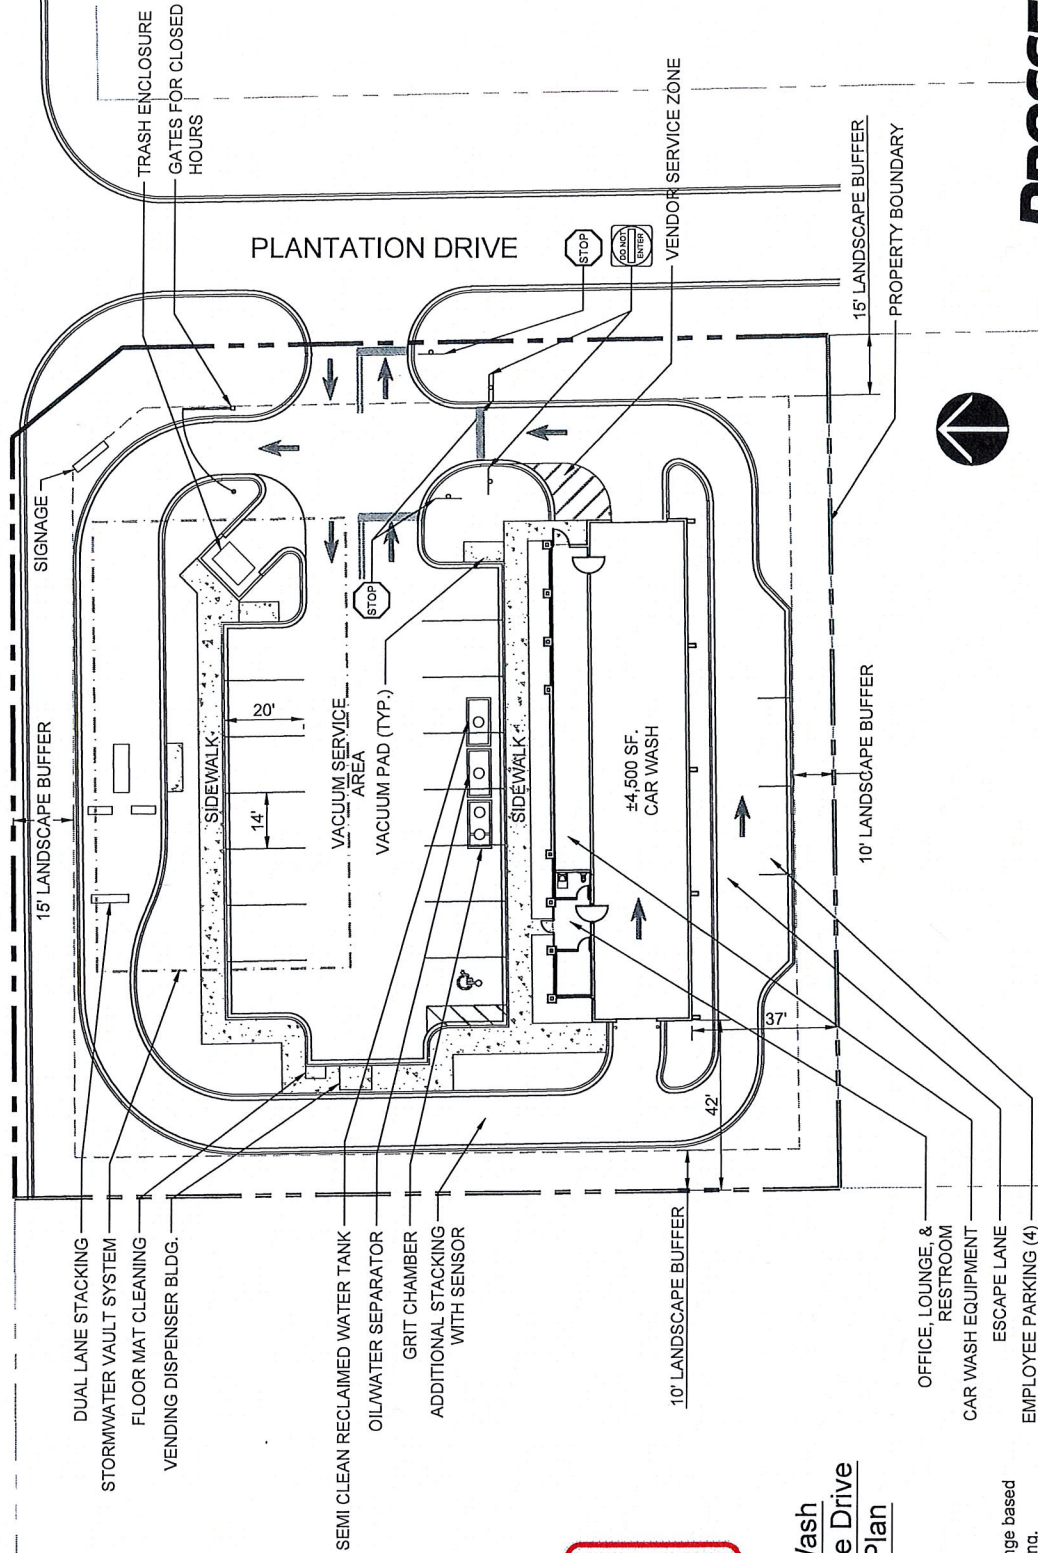 TRASH ENCLOSURE
GATES FOR CLOSED
HOURS
PLANTATION DRIVE
STOP
DO NOT
ENTER
VENDOR SERVICE ZONE
15' LANDSCAPE BUFFER
PROPERTY BOUNDARY
SIGNAGE
15' LANDSCAPE BUFFER
SIDEWALK
20'
14'
VACUUM SERVICE
AREA
VACUUM PAD (TYP.)
STOP
SIDEWALK
±4,500 SF.
CAR WASH
10' LANDSCAPE BUFFER
37'
42'
DUAL LANE STACKING
STORMWATER VAULT SYSTEM
FLOOR MAT CLEANING
VENDING DISPENSER BLDG.
SEMI CLEAN RECLAIMED WATER TANK
OIL/WATER SEPARATOR
GRIT CHAMBER
ADDITIONAL STACKING
WITH SENSOR
10' LANDSCAPE BUFFER
OFFICE, LOUNGE, &
RESTROOM
CAR WASH EQUIPMENT
ESCAPE LANE
EMPLOYEE PARKING (4)
Drive
Plan
based